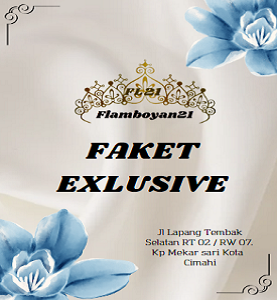 FL21
Flamboyan21
FAKET
EXLUSIVE
Jl Lapang Tembak
Selatan RT 02 / RW 07.
Kp Mekar sari Kota
Cimahi